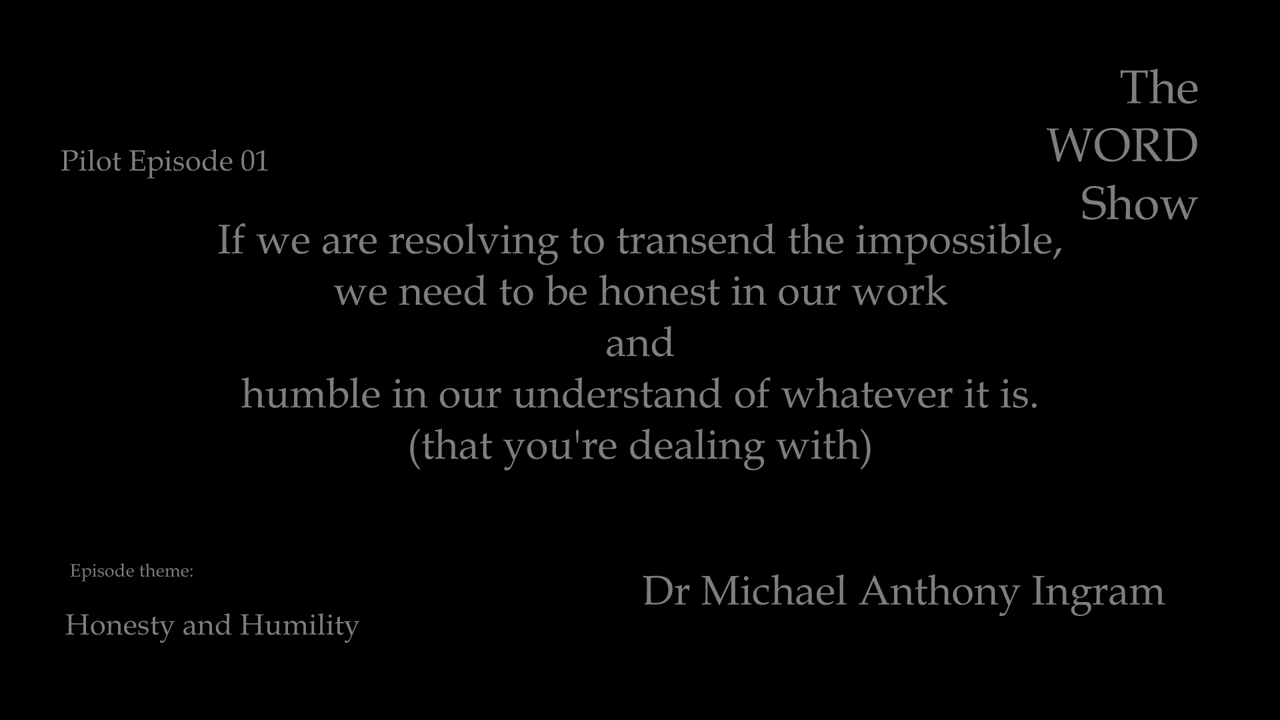 The
WORD
Show
Pilot Episode 01
If we are resolving to transend the impossible,
we need to be honest in our work
and
humble in our understand of whatever it is.
(that you're dealing with)
Episode theme:
Honesty and Humility
Dr Michael Anthony Ingram